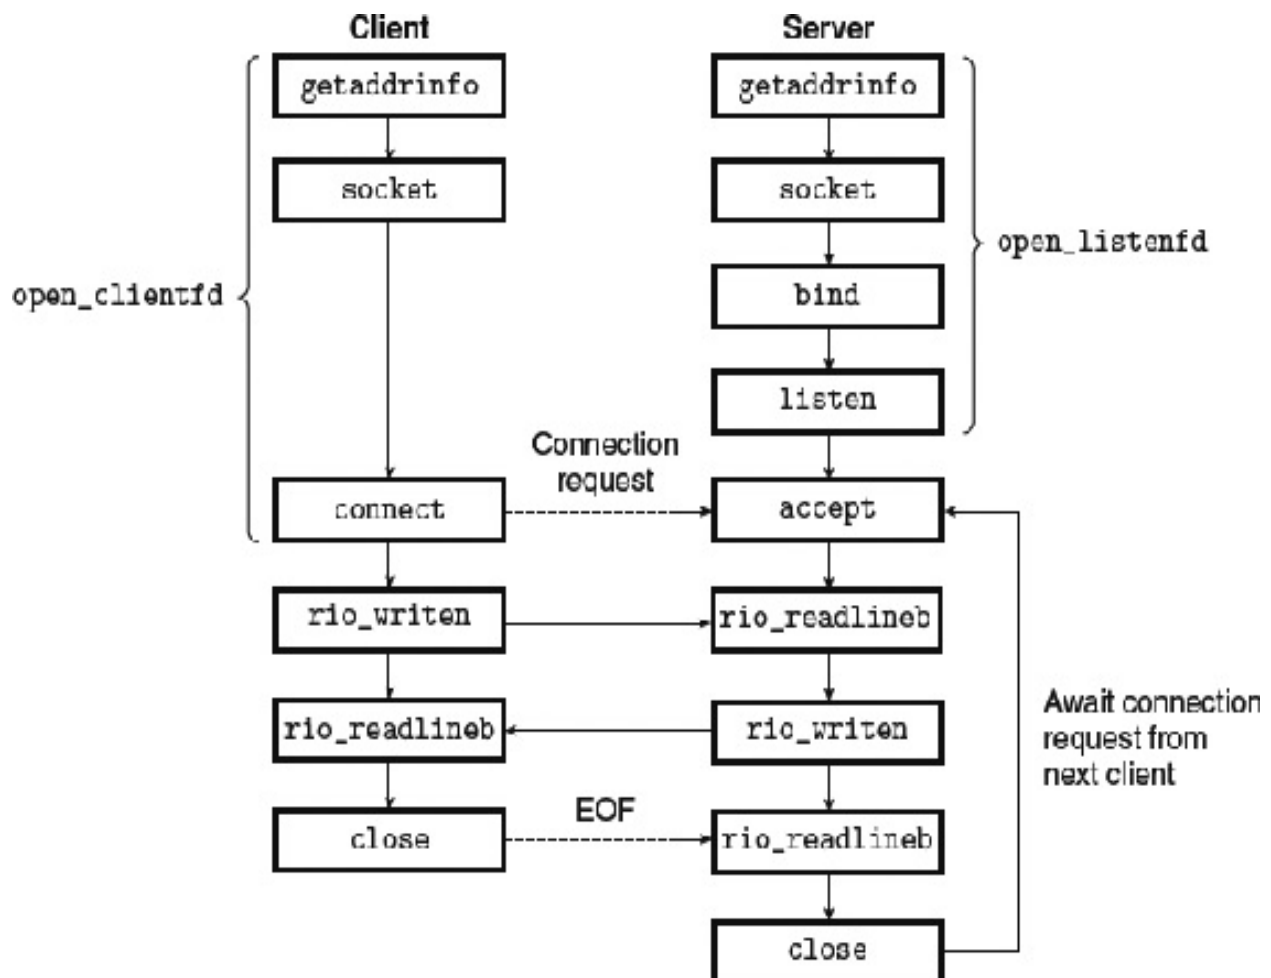 Client
Server
getaddrinfo
getaddrinfo
socket
socket
open_listenfd
open_clientfd
bind
listen
Connection
request
connect
accept
rio_writen
rio_readlineb
rio_readlineb
rio_writen
Await connection
request from
next client
close
EOF
rio_readlineb
close